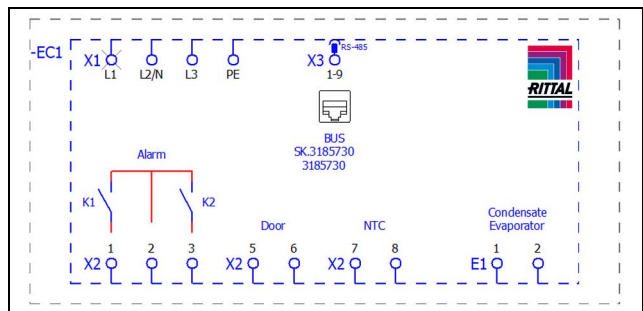 -EC1
X1
L1
L2/N
L3
PE
RS-485
X3
1-9
RITTAL
BUS
SK.3185730
3185730
Alarm
K1
K2
Door
NTC
Condensate
Evaporator
X2 1 2 3
X2 5 6
X2 7 8
E1 1 2